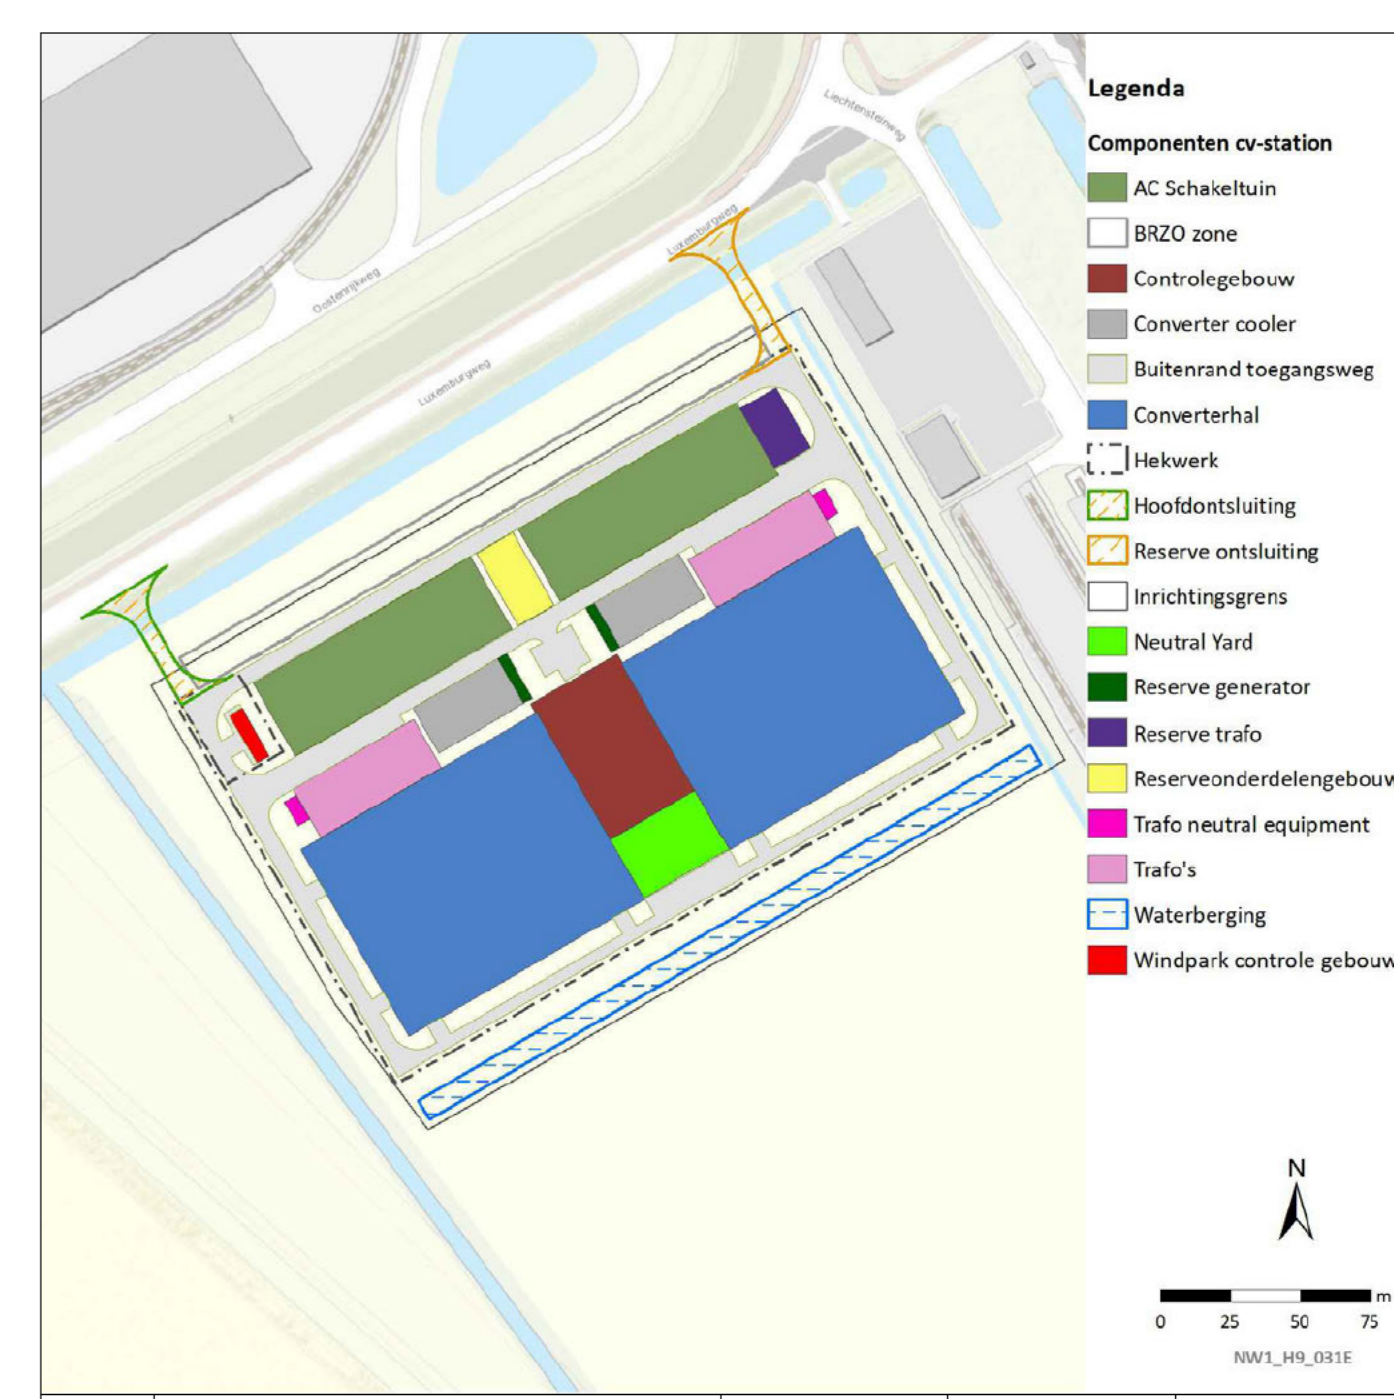 Liechtensteinweg
Luxemburgweg
Oostenrijkweg
Luxemburgweg
Legenda
Componenten cv-station
AC Schakeltuin
BRZO zone
Controlegebouw
Converter cooler
Buitenrand toegangsweg
Converterhal
Hekwerk
Hoofdontsluiting
Reserve ontsluiting
Inrichtingsgrens
Neutral Yard
Reserve generator
Reserve trafo
Reserveonderdelengebouw
Trafo neutral equipment
Trafo's
Waterberging
Windpark controle gebouw
N
m
0 25 50 75
NW1_H9_031E